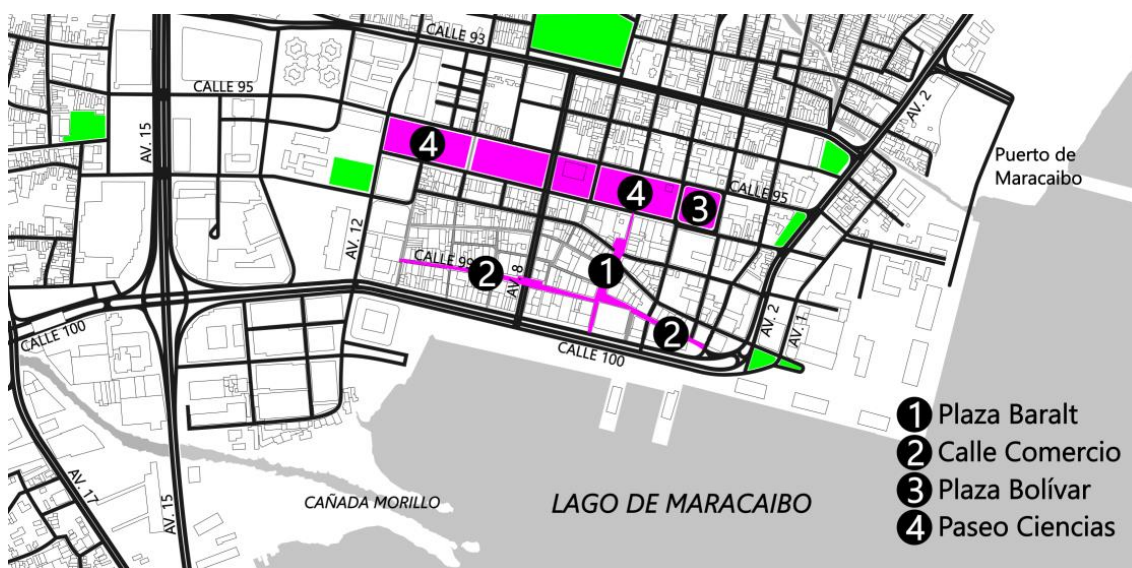 CALLE 93
CALLE 95
AV. 2
AV. 15
4
Puerto de
Maracaibo
4
CALLE 95
3
AV. 12
1
CALLE 99
2
AV. 8
2
AV. 2
AV. 1
CALLE 100
CALLE 100
1 Plaza Baralt
2 Calle Comercio
3 Plaza Bolívar
4 Paseo Ciencias
AV. 17
AV. 15
CAÑADA MORILLO
LAGO DE MARACAIBO